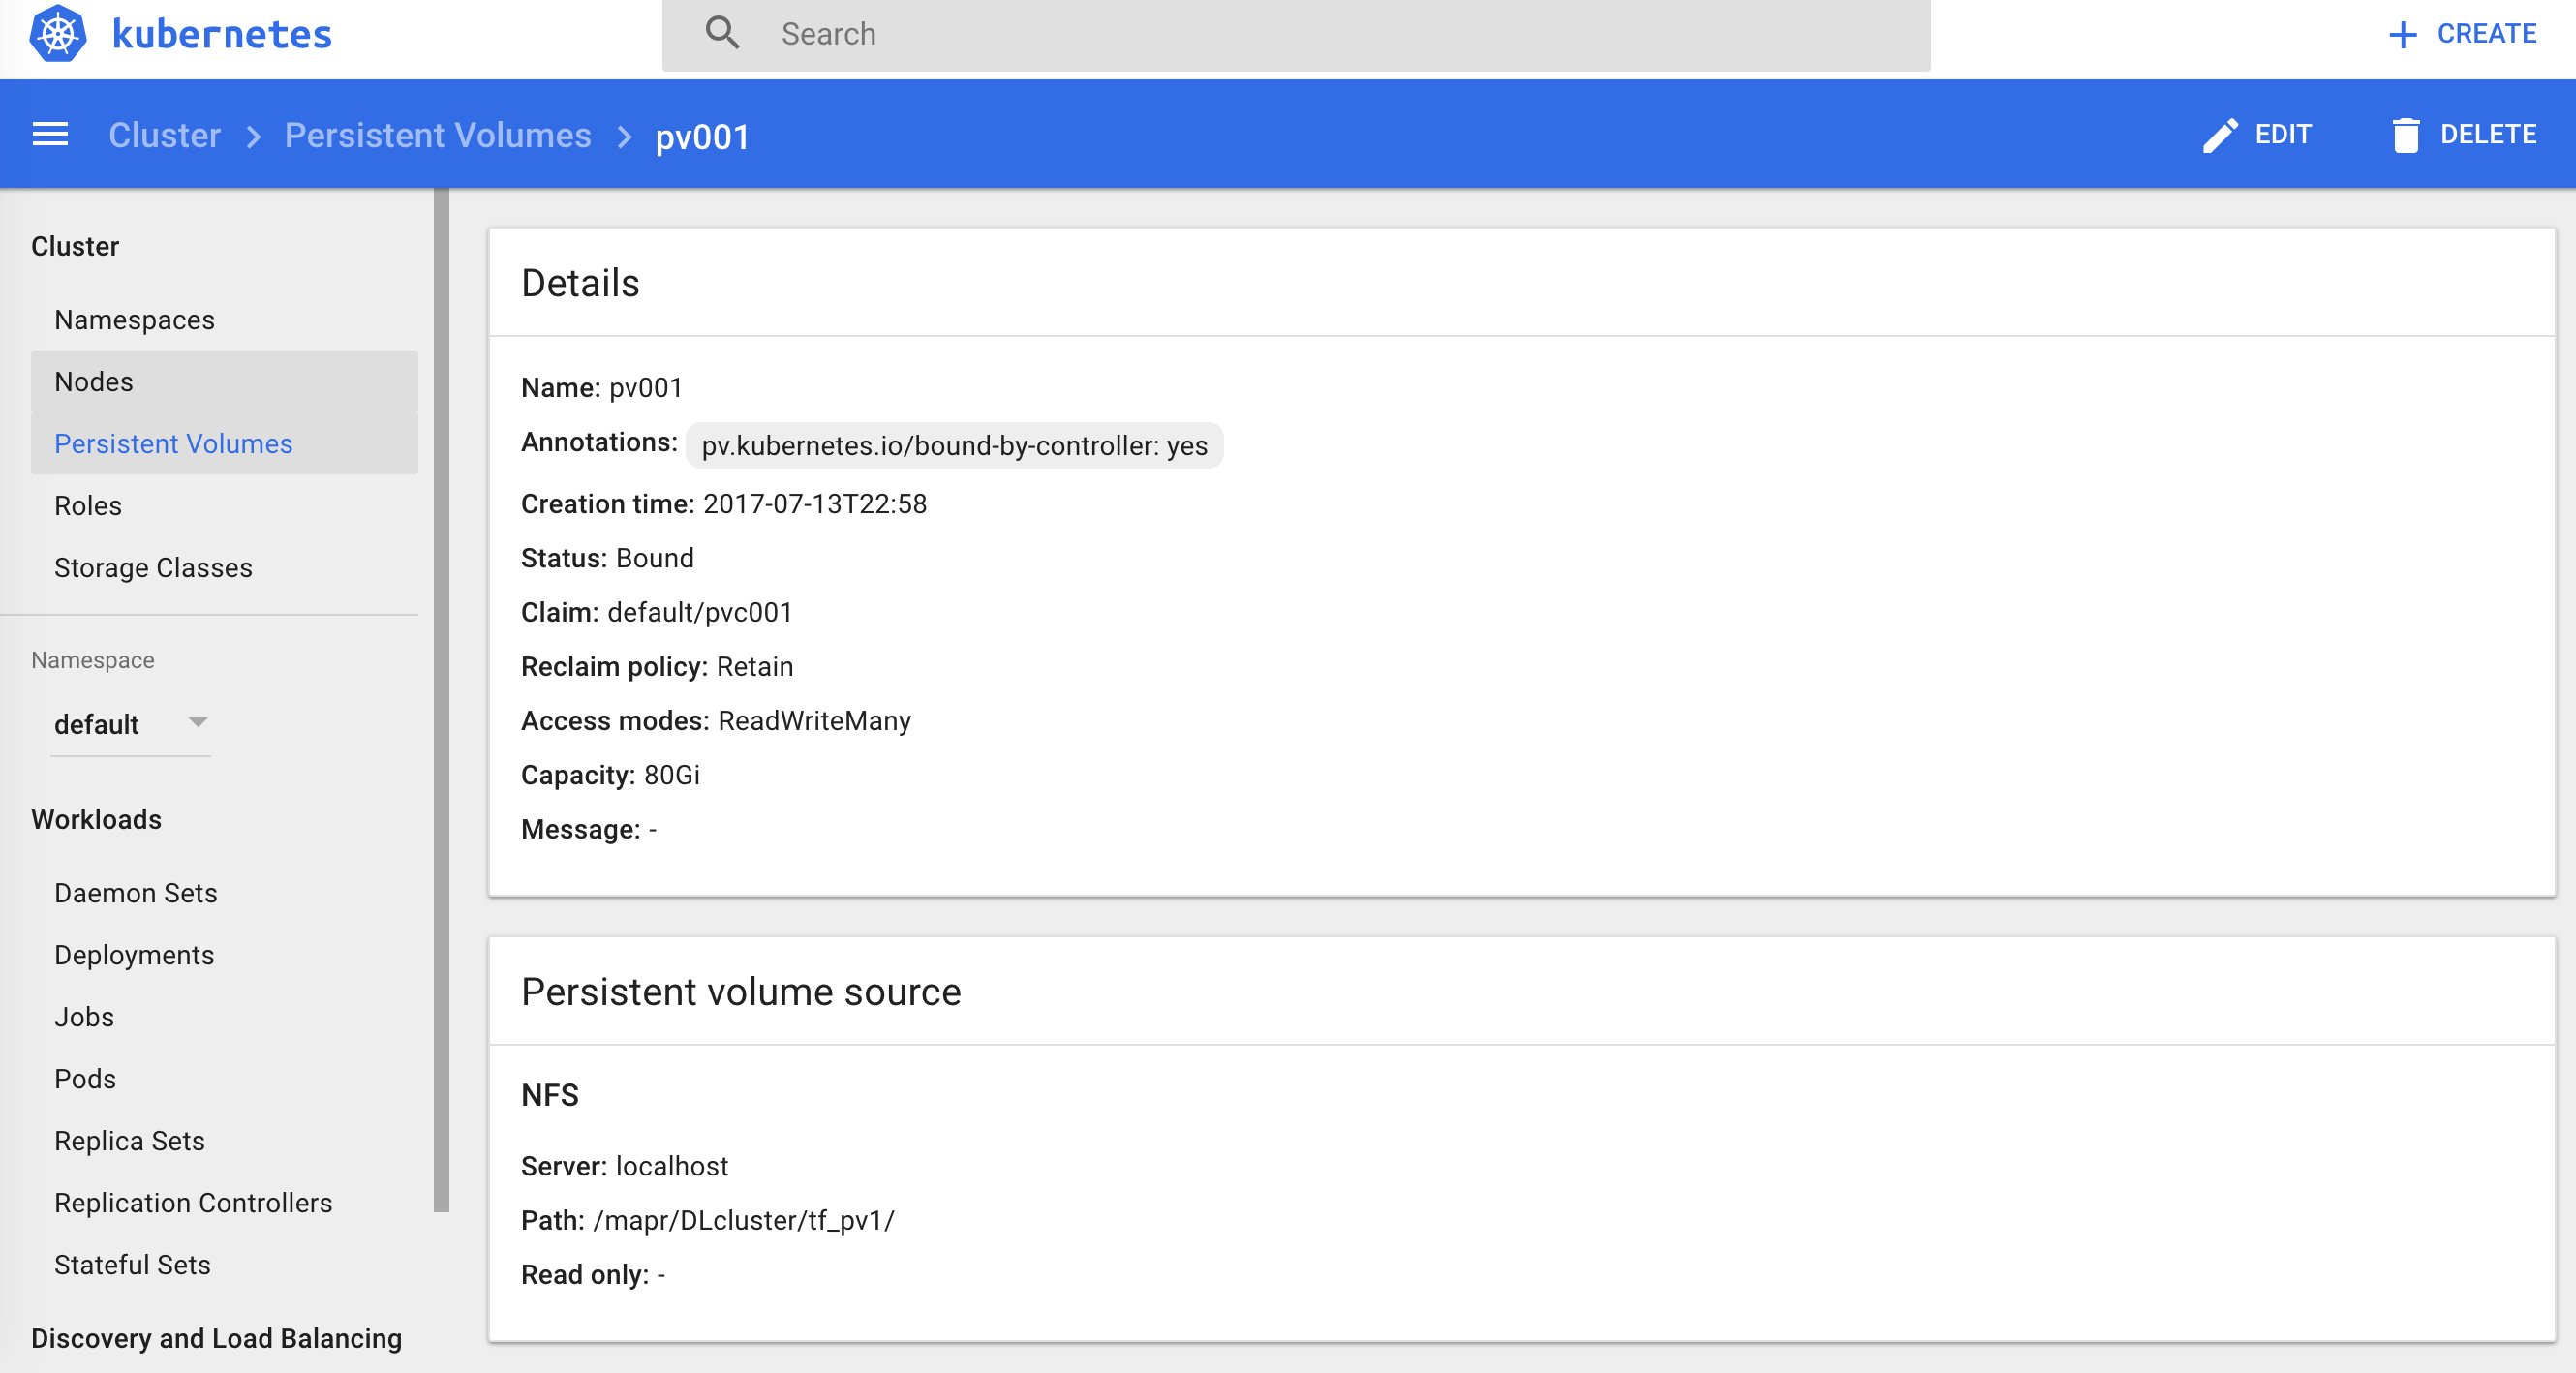 kubernetes
Search
CREATE
Cluster > Persistent Volumes > pv001
EDIT
DELETE
Cluster
Namespaces
Nodes
Persistent Volumes
Roles
Storage Classes
Namespace
default
Workloads
Daemon Sets
Deployments
Jobs
Pods
Replica Sets
Replication Controllers
Stateful Sets
Discovery and Load Balancing
Details
Name: pv001
Annotations: pv.kubernetes.io/bound-by-controller: yes
Creation time: 2017-07-13T22:58
Status: Bound
Claim: default/pvc001
Reclaim policy: Retain
Access modes: ReadWriteMany
Capacity: 80Gi
Message: -
Persistent volume source
NFS
Server: localhost
Path: /mapr/DLcluster/tf_pv1/
Read only: -